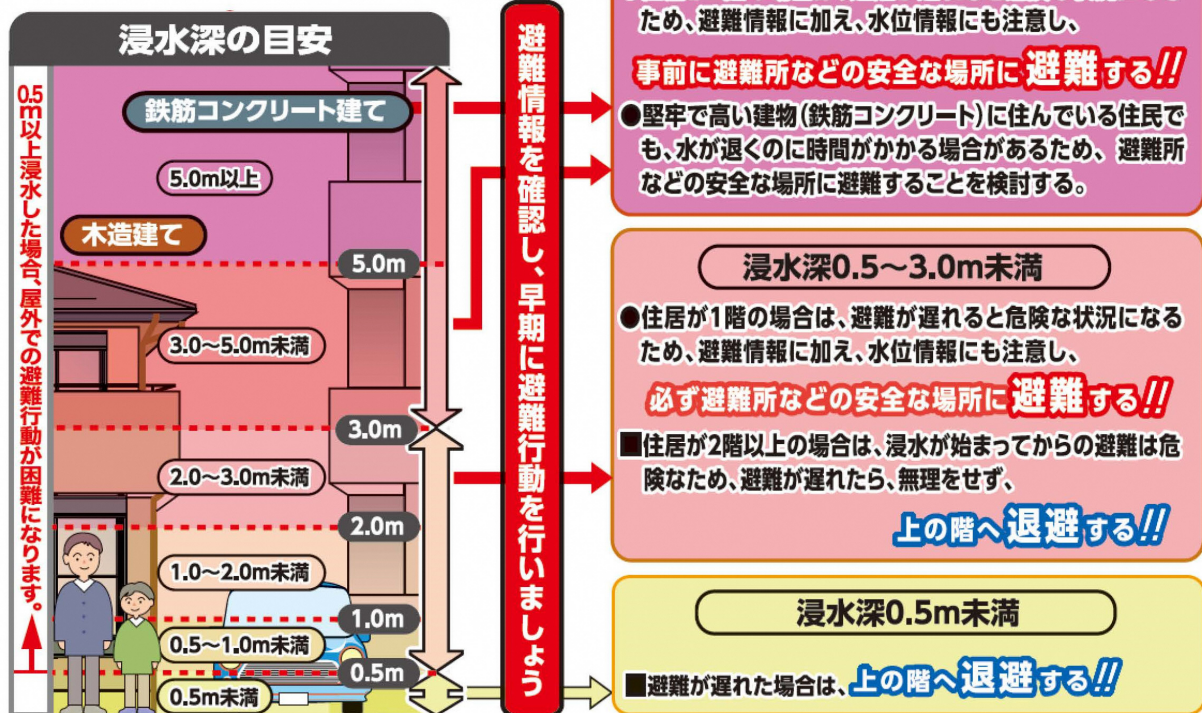 浸水深の目安
0.5m以上浸水した場合、屋外での避難行動が困難になります。
鉄筋コンクリート建て
5.0m以上
木造建て
5.0m
3.0～5.0m未満
3.0m
2.0～3.0m未満
2.0m
1.0～2.0m未満
1.0m
0.5～1.0m未満
0.5m
0.5m未満
避難情報を確認し、早期に避難行動を行いましょう
ため、避難情報に加え、水位情報にも注意し、
事前に避難所などの安全な場所に避難する!!
●堅牢で高い建物(鉄筋コンクリート)に住んでいる住民で
も、水が退くのに時間がかかる場合があるため、避難所
などの安全な場所に避難することを検討する。
浸水深0.5～3.0m未満
●住居が1階の場合は、避難が遅れると危険な状況になる
ため、避難情報に加え、水位情報にも注意し、
必ず避難所などの安全な場所に避難する!!
■住居が2階以上の場合は、浸水が始まってからの避難は危
険なため、避難が遅れたら、無理をせず、
上の階へ退避する!!
浸水深0.5m未満
■避難が遅れた場合は、上の階へ退避する!!